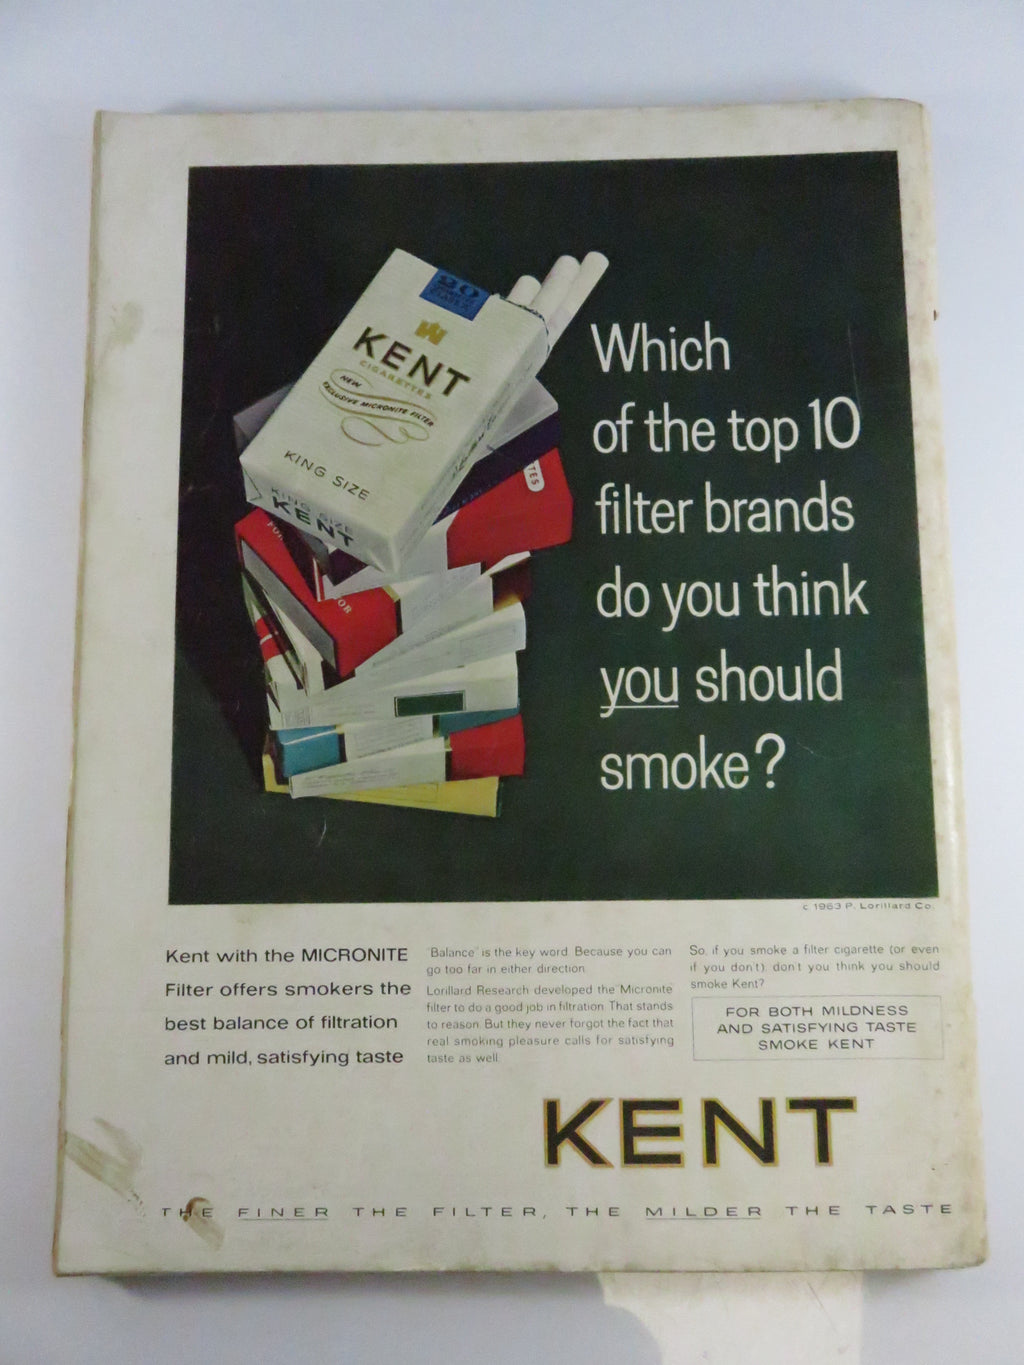 20
KENT
CIGARETTES
NEW
EXCLUSIVE MICRONITE FILTER
KING SIZE
KING SIZE
KENT
TES
Which
of the top 10
filter brands
do you think
you should
smoke?
c 1963 P. Lorillard Co.
Kent with the MICRONITE
Filter offers smokers the
best balance of filtration
and mild, satisfying taste
"Balance" is the key word. Because you can
go too far in either direction.
Lorillard Research developed the "Micronite"
filter to do a good job in filtration. That stands
to reason. But they never forgot the fact that
real smoking pleasure calls for satisfying
taste as well.
So, if you smoke a filter cigarette (or even
if you don't), don't you think you should
smoke Kent?
FOR BOTH MILDNESS
AND SATISFYING TASTE
SMOKE KENT
KENT
THE FINER THE FILTER, THE MILDER THE TASTE